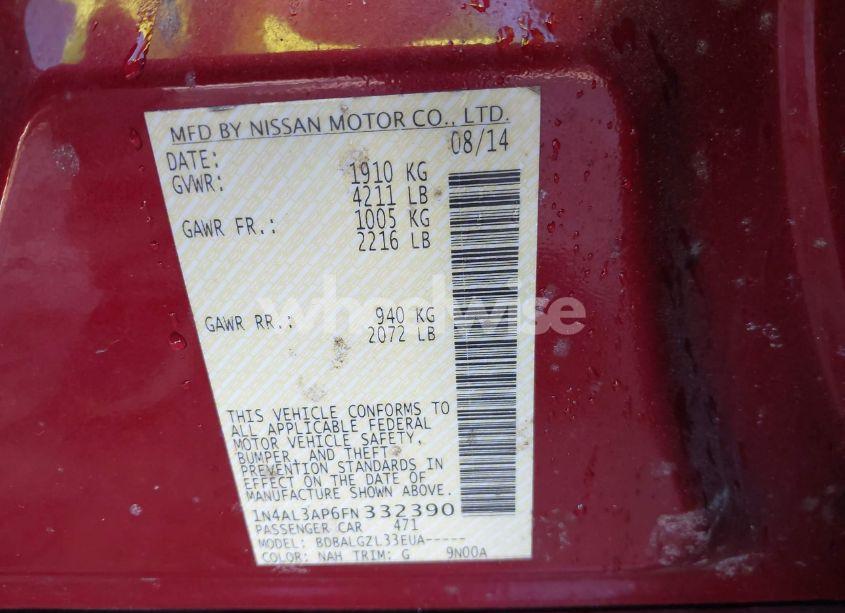 MFD BY NISSAN MOTOR CO., LTD.
DATE: 08/14
GVWR: 1910 KG
4211 LB
GAWR FR.: 1005 KG
2216 LB
GAWR RR.: 940 KG
2072 LB
wheelwise
THIS VEHICLE CONFORMS TO
ALL APPLICABLE FEDERAL
MOTOR VEHICLE SAFETY,
BUMPER, AND THEFT
PREVENTION STANDARDS IN
EFFECT ON THE DATE OF
MANUFACTURE SHOWN ABOVE.
1N4AL3AP6FN332390
PASSENGER CAR 471
MODEL: BDBALGZL33EUA-----
COLOR: NAH TRIM: G 9N00A